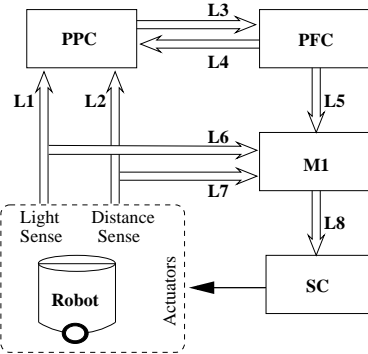 L3
PPC
PFC
L4
L1
L2
L5
L6
M1
L7
Light
Sense
Distance
Sense
L8
Robot
Actuators
SC